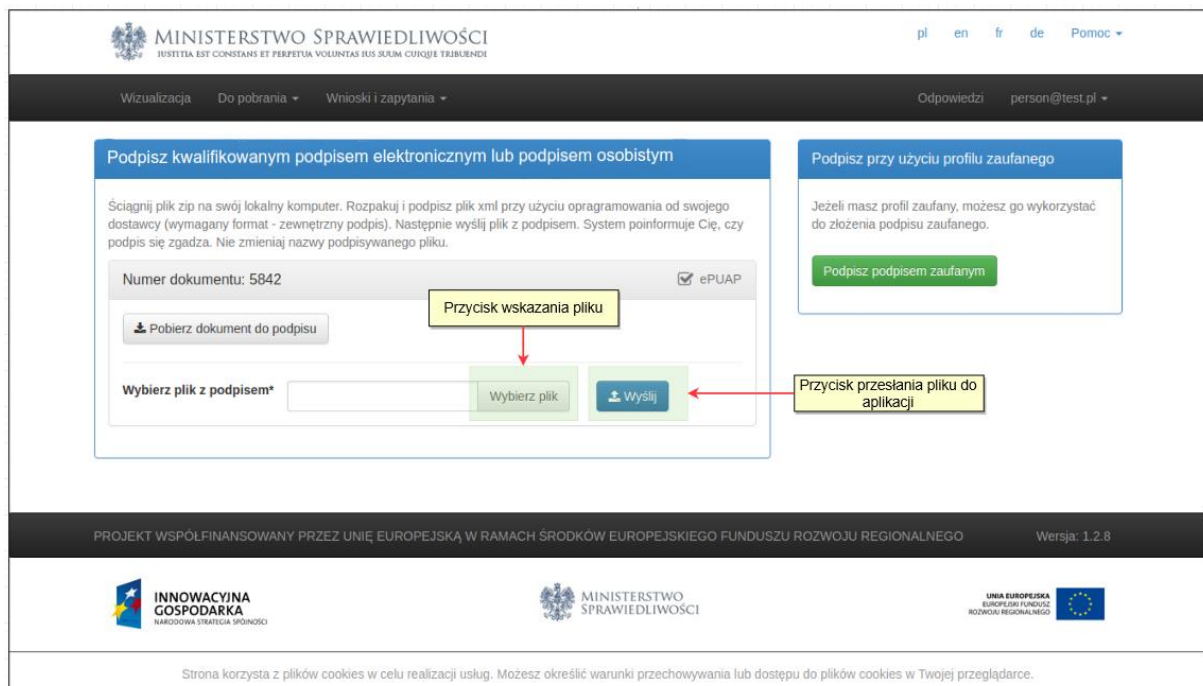 MINISTERSTWO SPRAWIEDLIWOŚCI
IUSTITIA EST CONSTANS ET PERPETUA VOLUNTAS IUS SUUM CUIQUE TRIBUENDI
pl en fr de Pomoc
Wizualizacja Do pobrania Wnioski i zapytania Odpowiedzi person@test.pl
Podpisz kwalifikowanym podpisem elektronicznym lub podpisem osobistym
Ściągnij plik zip na swój lokalny komputer. Rozpakuj i podpisz plik xml przy użyciu opragramowania od swojego
dostawcy (wymagany format - zewnętrzny podpis). Następnie wyślij plik z podpisem. System poinformuje Cię, czy
podpis się zgadza. Nie zmieniaj nazwy podpisywanego pliku.
Numer dokumentu: 5842 ePUAP
Pobierz dokument do podpisu
Przycisk wskazania pliku
Wybierz plik z podpisem* Wybierz plik Wyślij
Przycisk przesłania pliku do
aplikacji
Podpisz przy użyciu profilu zaufanego
Jeżeli masz profil zaufany, możesz go wykorzystać
do złożenia podpisu zaufanego.
Podpisz podpisem zaufanym
PROJEKT WSPÓŁFINANSOWANY PRZEZ UNIĘ EUROPEJSKĄ W RAMACH ŚRODKÓW EUROPEJSKIEGO FUNDUSZU ROZWOJU REGIONALNEGO Wersja: 1.2.8
INNOWACYJNA
GOSPODARKA
NARODOWA STRATEGIA SPÓJNOŚCI
MINISTERSTWO
SPRAWIEDLIWOŚCI
UNIA EUROPEJSKA
EUROPEJSKI FUNDUSZ
ROZWOJU REGIONALNEGO
Strona korzysta z plików cookies w celu realizacji usług. Możesz określić warunki przechowywania lub dostępu do plików cookies w Twojej przeglądarce.